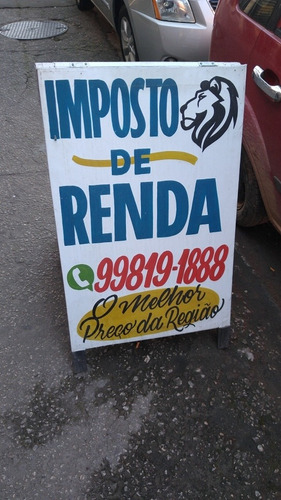 IMPOSTO
DE
RENDA
99819-1888
O Melhor
Preço da Região